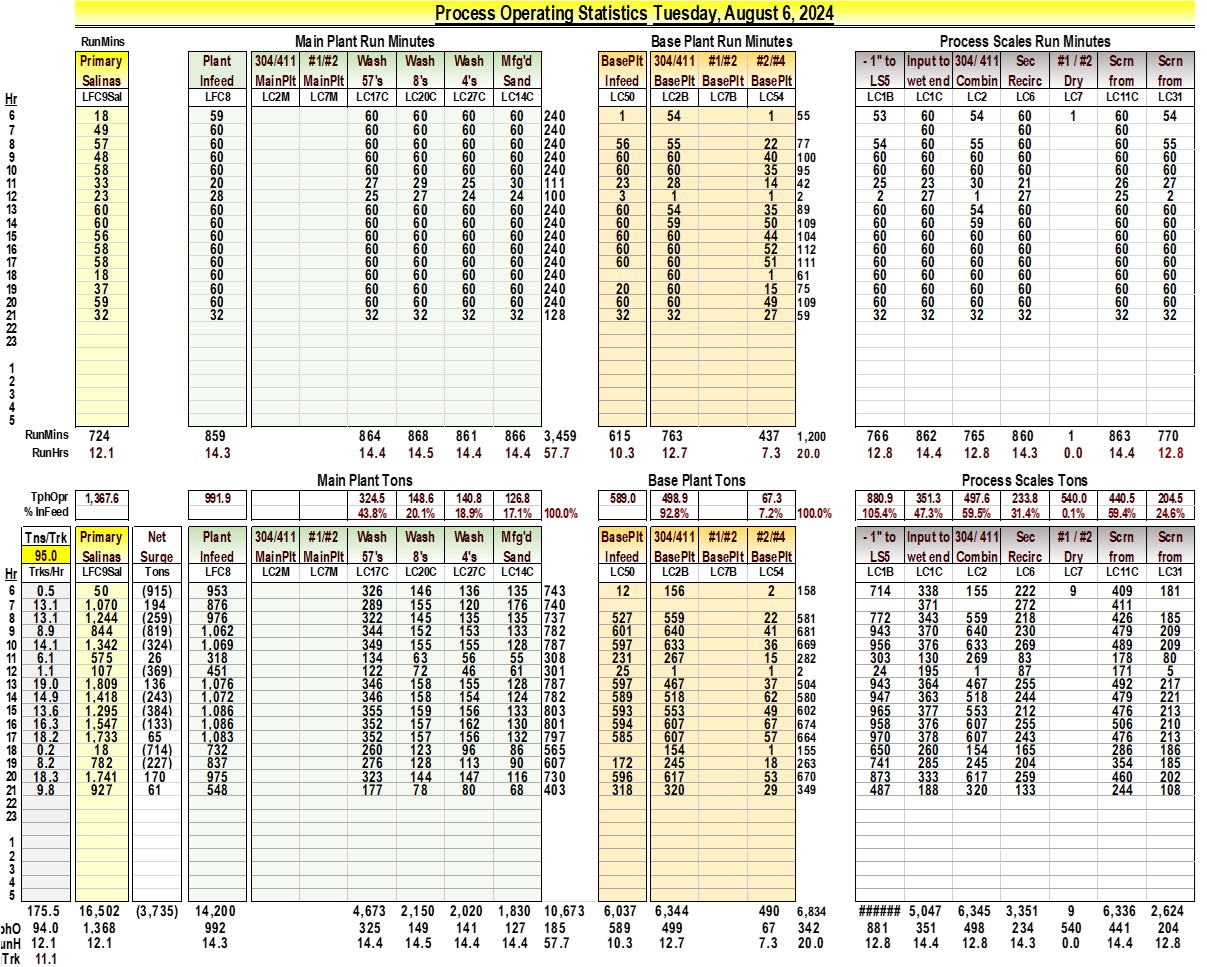 Process Operating Statistics Tuesday, August 6, 2024
RunMins Main Plant Run Minutes Base Plant Run Minutes Process Scales Run Minutes
Primary Plant 304/411 #1/#2 Wash Wash Wash Mfg'd BasePlt 304/411 #1/#2 #2/#4 - 1" to Input to 304/ 411 Sec #1 / #2 Scrn Scrn
Salinas Infeed MainPlt MainPlt 57's 8's 4's Sand Infeed BasePlt BasePlt BasePlt LS5 wet end Combin Recirc Dry from from
Hr LFC9Sal LFC8 LC2M LC7M LC17C LC20C LC27C LC14C LC50 LC2B LC7B LC54 LC1B LC1C LC2 LC6 LC7 LC11C LC31
6 18 59 60 60 60 60 240 1 54 1 55 53 60 54 60 1 60 54
7 49 60 60 60 60 60 240 60 60 60
8 57 60 60 60 60 60 240 56 55 22 77 54 60 55 60 60 55
9 48 60 60 60 60 60 240 60 60 40 100 60 60 60 60 60 60
10 58 60 60 60 60 60 240 60 60 35 95 60 60 60 60 60 60
11 33 20 27 29 25 30 111 23 28 14 42 25 23 30 21 26 27
12 23 28 25 27 24 24 100 3 1 1 2 2 27 1 27 25 2
13 60 60 60 60 60 60 240 60 54 35 89 60 60 54 60 60 60
14 60 60 60 60 60 60 240 60 59 50 109 60 60 59 60 60 60
15 56 60 60 60 60 60 240 60 60 44 104 60 60 60 60 60 60
16 58 60 60 60 60 60 240 60 60 52 112 60 60 60 60 60 60
17 58 60 60 60 60 60 240 60 60 51 111 60 60 60 60 60 60
18 18 60 60 60 60 60 240 60 1 61 60 60 60 60 60 60
19 37 60 60 60 60 60 240 20 60 15 75 60 60 60 60 60 60
20 59 60 60 60 60 60 240 60 60 49 109 60 60 60 60 60 60
21 32 32 32 32 32 32 128 32 32 27 59 32 32 32 32 32 32
22
23
1
2
3
4
5
RunMins 724 859 864 868 861 866 3,459 615 763 437 1,200 766 862 765 860 1 863 770
RunHrs 12.1 14.3 14.4 14.5 14.4 14.4 57.7 10.3 12.7 7.3 20.0 12.8 14.4 12.8 14.3 0.0 14.4 12.8
Main Plant Tons Base Plant Tons Process Scales Tons
TphOpr 1,367.6 991.9 324.5 148.6 140.8 126.8 589.0 498.9 67.3 880.9 351.3 497.6 233.8 540.0 440.5 204.5
% InFeed 43.8% 20.1% 18.9% 17.1% 100.0% 92.8% 7.2% 100.0% 105.4% 47.3% 59.5% 31.4% 0.1% 59.4% 24.6%
Tns/Trk Primary Net Plant 304/411 #1/#2 Wash Wash Wash Mfg'd BasePlt 304/411 #1/#2 #2/#4 - 1" to Input to 304/ 411 Sec #1 / #2 Scrn Scrn
95.0 Salinas Surge Infeed MainPlt MainPlt 57's 8's 4's Sand Infeed BasePlt BasePlt BasePlt LS5 wet end Combin Recirc Dry from from
Hr Trks/Hr LFC9Sal Tons LFC8 LC2M LC7M LC17C LC20C LC27C LC14C LC50 LC2B LC7B LC54 LC1B LC1C LC2 LC6 LC7 LC11C LC31
6 0.5 50 (915) 953 326 146 136 135 743 12 156 2 158 714 338 155 222 9 409 181
7 13.1 1,070 194 876 289 155 120 176 740 371 272 411
8 13.1 1,244 (259) 976 322 145 135 135 737 527 559 22 581 772 343 559 218 426 185
9 8.9 844 (819) 1,062 344 152 153 133 782 601 640 41 681 943 370 640 230 479 209
10 14.1 1,342 (324) 1,069 349 155 155 128 787 597 633 36 669 956 376 633 269 489 209
11 6.1 575 26 318 134 63 56 55 308 231 267 15 282 303 130 269 83 178 80
12 1.1 107 (369) 451 122 72 46 61 301 25 1 1 2 24 195 1 87 171 5
13 19.0 1,809 136 1,076 346 158 155 128 787 597 467 37 504 943 364 467 255 492 217
14 14.9 1,418 (243) 1,072 346 158 154 124 782 589 518 62 580 947 363 518 244 479 221
15 13.6 1,295 (384) 1,086 355 159 156 133 803 593 553 49 602 965 377 553 212 476 213
16 16.3 1,547 (133) 1,086 352 157 162 130 801 594 607 67 674 958 376 607 255 506 210
17 18.2 1,733 65 1,083 352 157 156 132 797 585 607 57 664 970 378 607 243 476 213
18 0.2 18 (714) 732 260 123 96 86 565 154 1 155 650 260 154 165 286 186
19 8.2 782 (227) 837 276 128 113 90 607 172 245 18 263 741 285 245 204 354 185
20 18.3 1,741 170 975 323 144 147 116 730 596 617 53 670 873 333 617 259 460 202
21 9.8 927 61 548 177 78 80 68 403 318 320 29 349 487 188 320 133 244 108
22
23
1
2
3
4
5
175.5 16,502 (3,735) 14,200 4,673 2,150 2,020 1,830 10,673 6,037 6,344 490 6,834 ###### 5,047 6,345 3,351 9 6,336 2,624
phO 94.0 1,368 992 325 149 141 127 185 589 499 67 342 881 351 498 234 540 441 204
unH 12.1 12.1 14.3 14.4 14.5 14.4 14.4 57.7 10.3 12.7 7.3 20.0 12.8 14.4 12.8 14.3 0.0 14.4 12.8
Trk 11.1